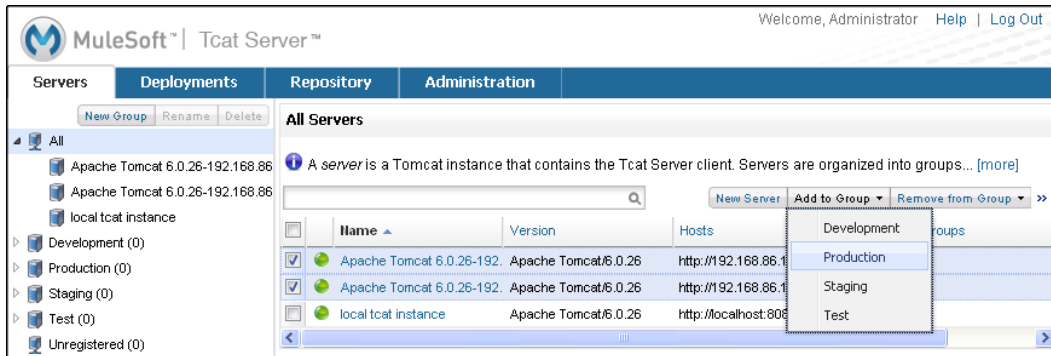 Welcome, Administrator Help | Log Out
MuleSoft™ | Tcat Server™
Servers Deployments Repository Administration
New Group Rename Delete
All
Apache Tomcat 6.0.26-192.168.86
Apache Tomcat 6.0.26-192.168.86
local tcat instance
Development (0)
Production (0)
Staging (0)
Test (0)
Unregistered (0)
All Servers
A server is a Tomcat instance that contains the Tcat Server client. Servers are organized into groups... [more]
New Server Add to Group Remove from Group »
Name Version Hosts roups
Apache Tomcat 6.0.26-192. Apache Tomcat/6.0.26 http://192.168.86.1
Apache Tomcat 6.0.26-192. Apache Tomcat/6.0.26 http://192.168.86.1
local tcat instance Apache Tomcat/6.0.26 http://localhost:808
Development
Production
Staging
Test